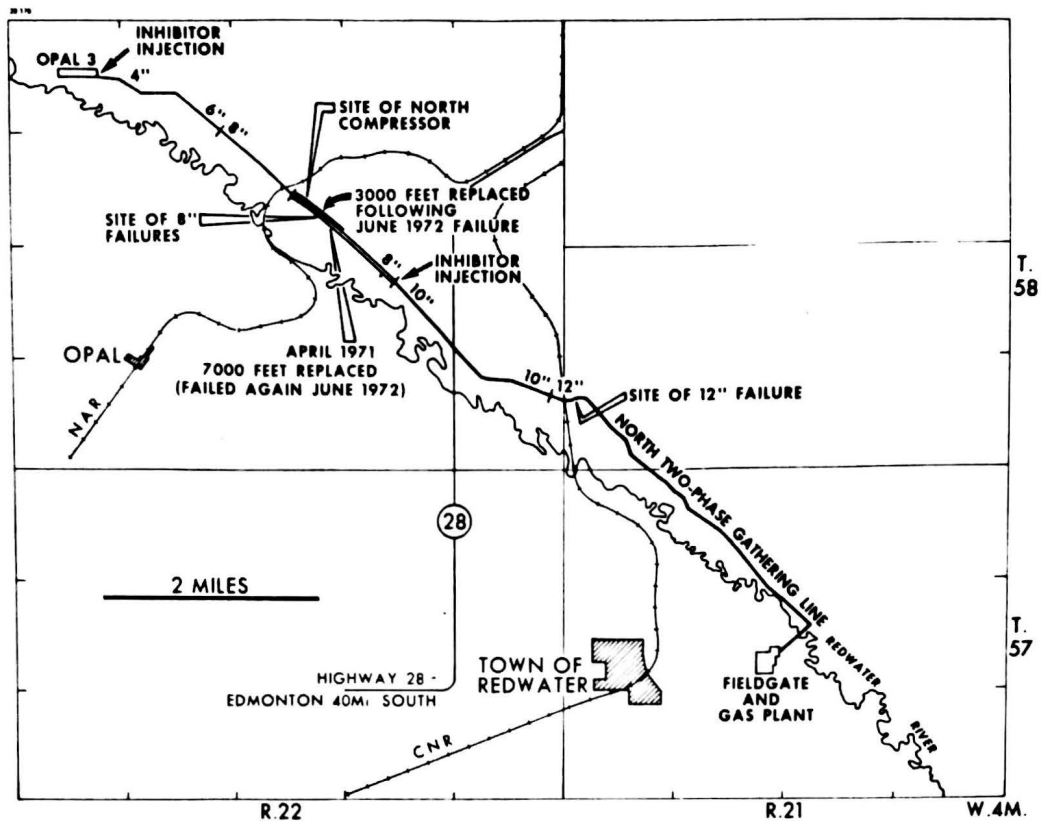 INHIBITOR
INJECTION
OPAL 3
4"
6" 8"
SITE OF NORTH
COMPRESSOR
3000 FEET REPLACED
FOLLOWING
JUNE 1972 FAILURE
SITE OF 8"
FAILURES
8"
10"
INHIBITOR
INJECTION
T.
58
OPAL
APRIL 1971
7000 FEET REPLACED
(FAILED AGAIN JUNE 1972)
10" 12"
SITE OF 12" FAILURE
NAR
NORTH TWO-PHASE GATHERING LINE
28
2 MILES
T.
57
TOWN OF
REDWATER
HIGHWAY 28 -
EDMONTON 40MI SOUTH
FIELDGATE
AND
GAS PLANT
REDWATER
RIVER
CNR
R.22
R.21
W.4M.